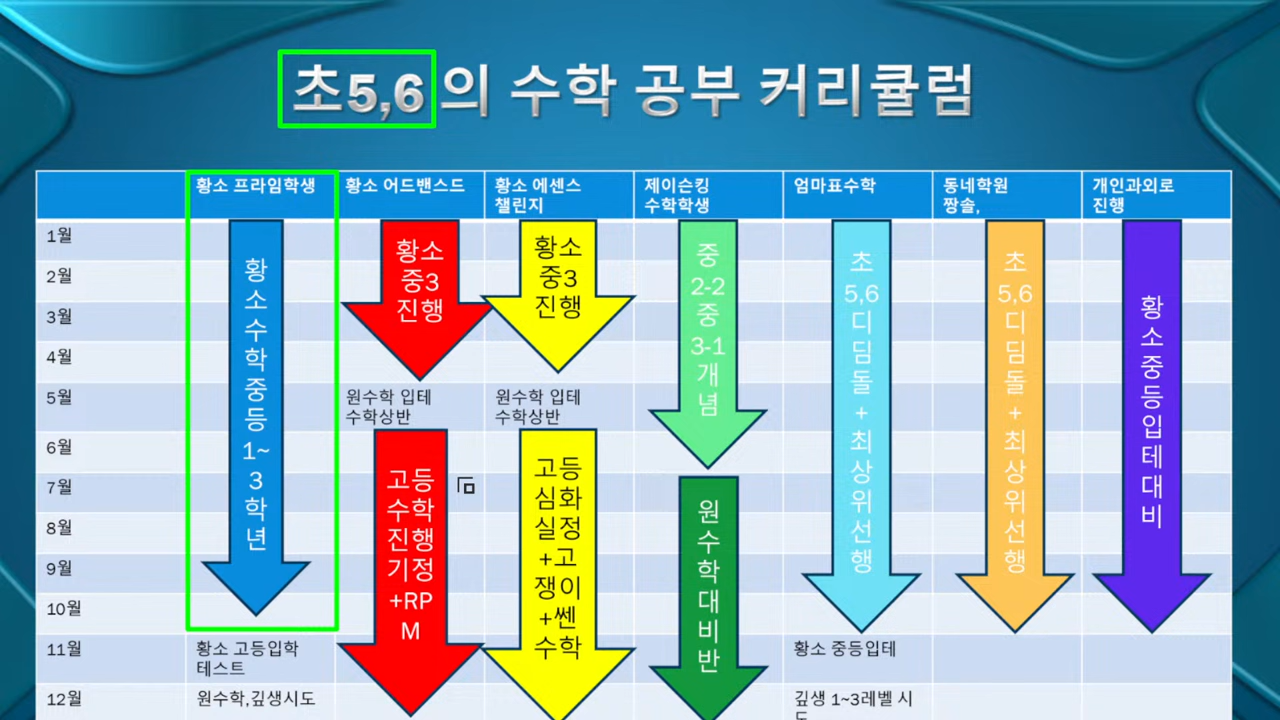 초5,6의 수학 공부 커리큘럼
황소 프라임학생
황소 어드밴스드
황소 에센스
챌린지
제이슨킹
수학학생
엄마표수학
동네학원
짱솔,
개인과외로
진행
1월
2월
3월
4월
5월
6월
7월
8월
9월
10월
11월
12월
황
소
수
학
중
등
1~
3
학
년
황소 고등입학
테스트
원수학,깊생시도
황소
중3
진행
원수학 입테
수학상반
고등
수학
진행
기정
+RP
M
황소
중3
진행
원수학 입테
수학상반
고등
심화
실정
+고
쟁이
+쎈
수학
중
2-2
중
3-1
개
념
원
수
학
대
비
반
초
5,6
디
딤
돌
+
최
상
위
선
행
황소 중등입테
깊생 1~3레벨 시
도
초
5,6
디
딤
돌
+
최
상
위
선
행
황
소
중
등
입
테
대
비